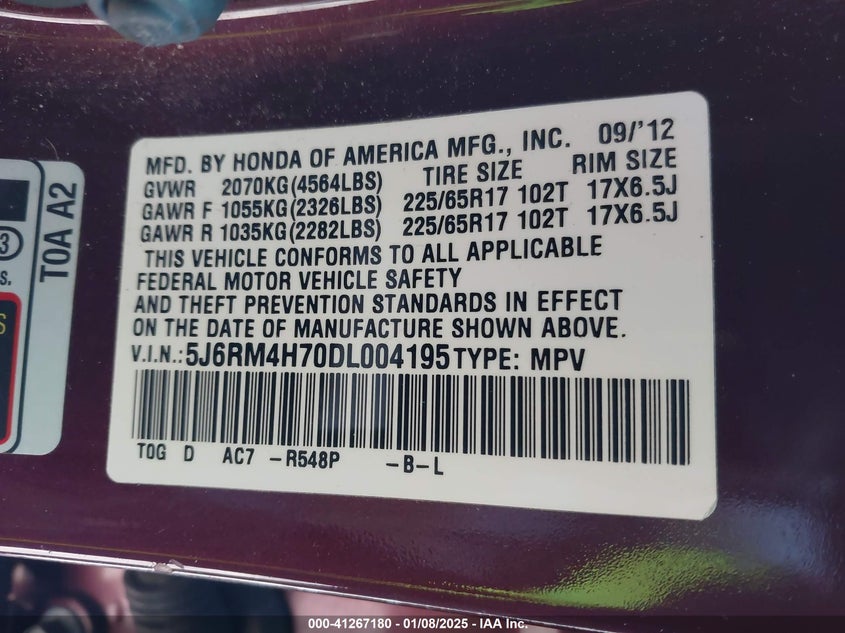 MFD. BY HONDA OF AMERICA MFG., INC. 09/'12
GVWR 2070KG(4564LBS) TIRE SIZE RIM SIZE
GAWR F 1055KG(2326LBS) 225/65R17 102T 17X6.5J
GAWR R 1035KG(2282LBS) 225/65R17 102T 17X6.5J
THIS VEHICLE CONFORMS TO ALL APPLICABLE
FEDERAL MOTOR VEHICLE SAFETY
AND THEFT PREVENTION STANDARDS IN EFFECT
ON THE DATE OF MANUFACTURE SHOWN ABOVE.
V.I.N.:5J6RM4H70DL004195TYPE: MPV
TOG D AC7 -R548P -B-L
TOA A2
3
S.
S
000-41267180 - 01/08/2025 - IAA Inc.